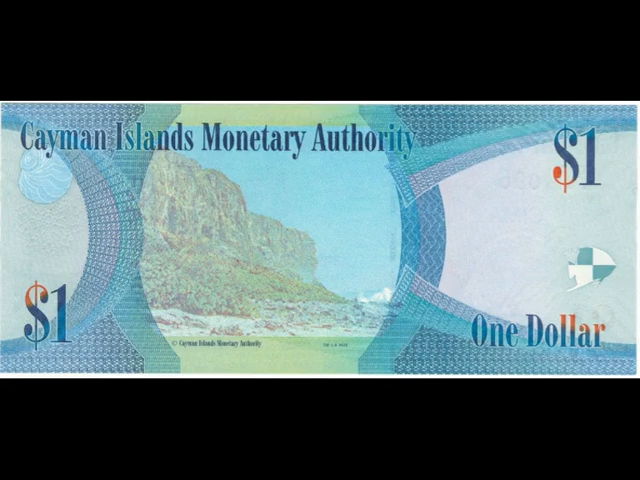 Cayman Islands Monetary Authority
$1
$1
One Dollar
© Cayman Islands Monetary Authority